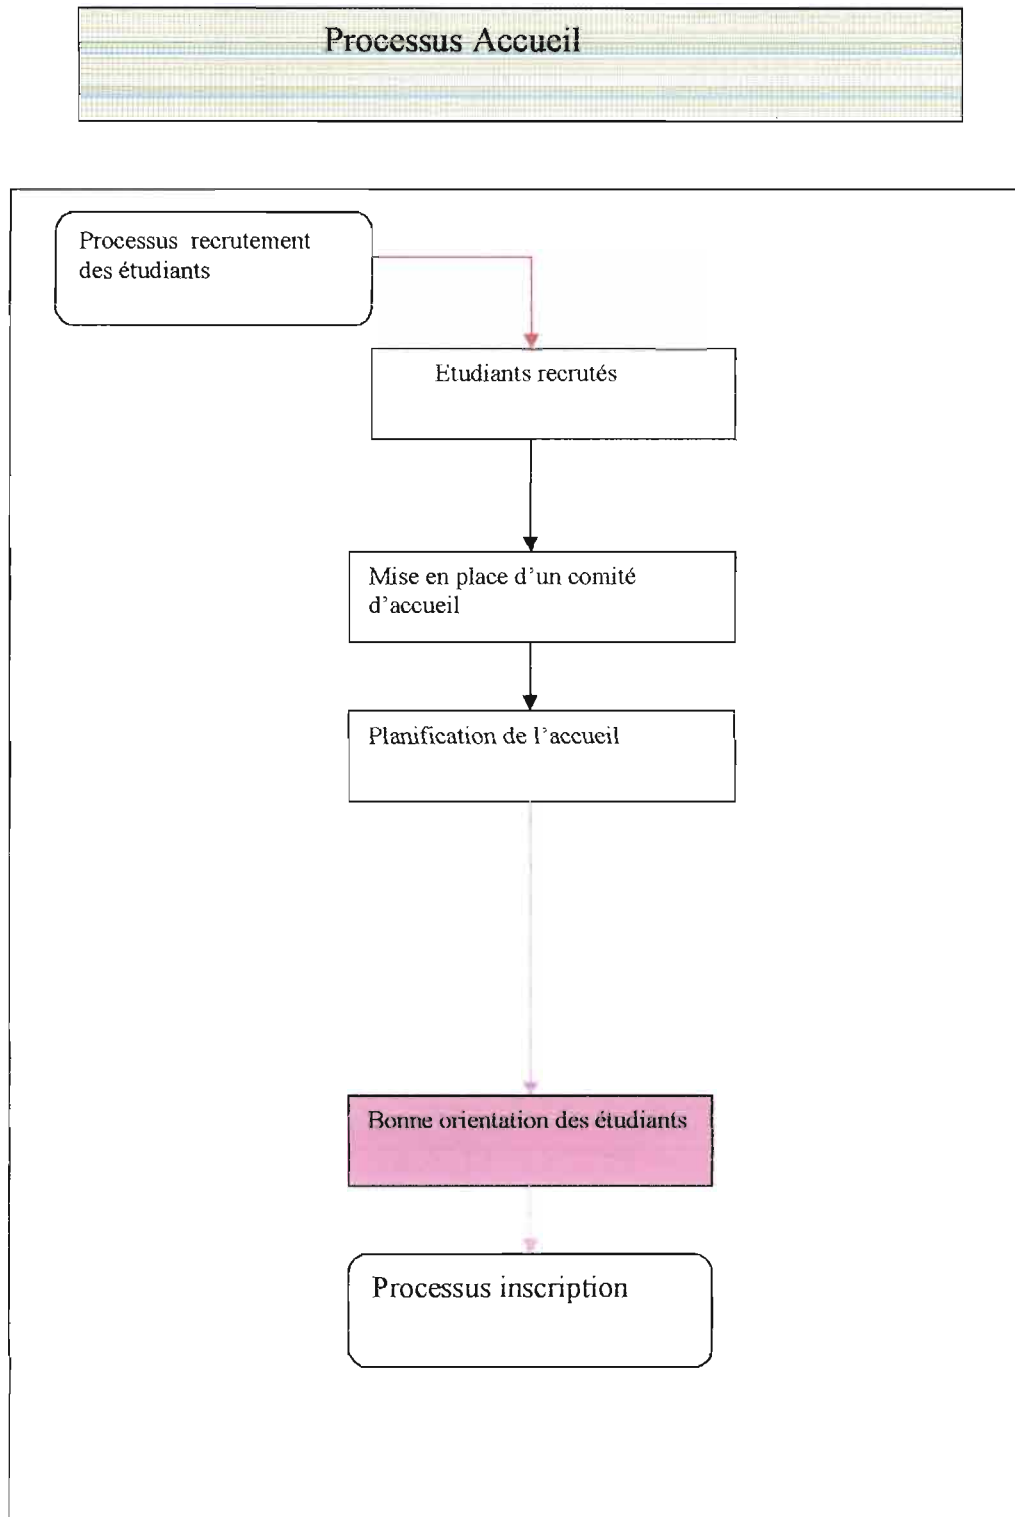 Processus Accueil
Processus recrutement
des étudiants
Etudiants recrutés
Mise en place d’un comité
d’accueil
Planification de l’accueil
Bonne orientation des étudiants
Processus inscription